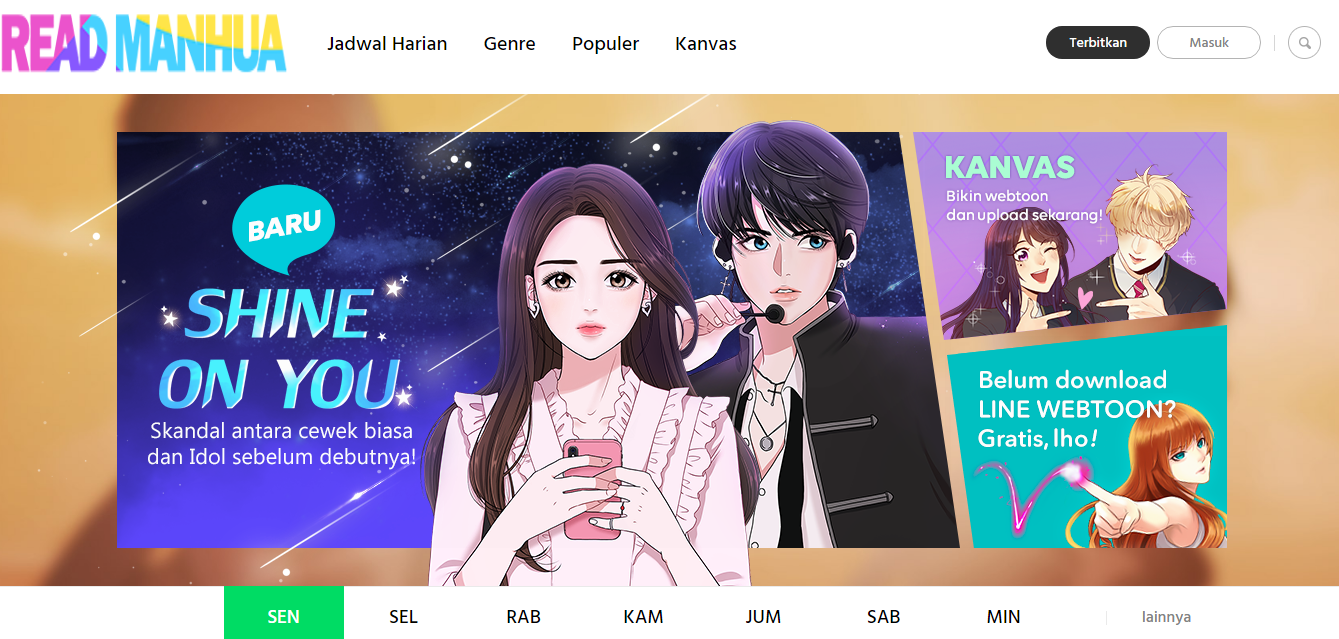 READ MANHUA
Jadwal Harian
Genre
Populer
Kanvas
Terbitkan
Masuk
BARU
SHINE
ON YOU
Skandal antara cewek biasa
dan Idol sebelum debutnya!
KANVAS
Bikin webtoon
dan upload sekarang!
Belum download
LINE WEBTOON?
Gratis, lho!
SEN
SEL
RAB
KAM
JUM
SAB
MIN
lainnya